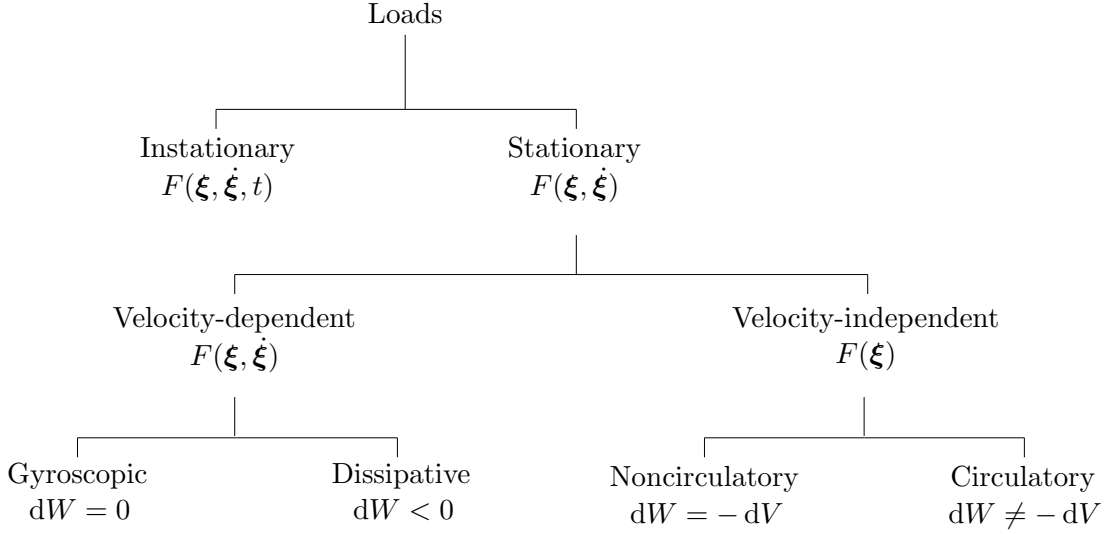 Loads
Instationary
F(ξ, ξ̇, t)
Stationary
F(ξ, ξ̇)
Velocity-dependent
F(ξ, ξ̇)
Velocity-independent
F(ξ)
Gyroscopic
dW = 0
Dissipative
dW < 0
Noncirculatory
dW = − dV
Circulatory
dW ≠ − dV